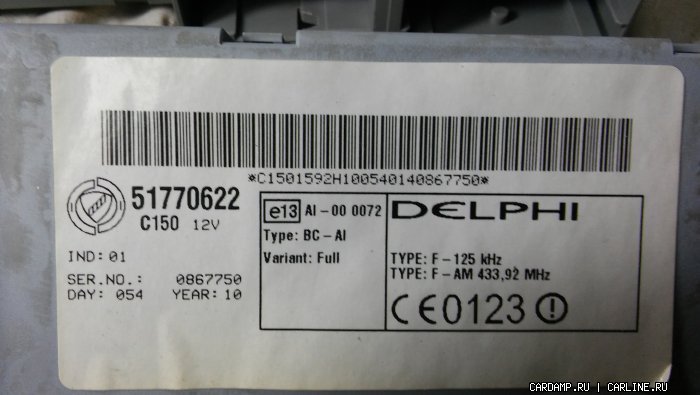 *C1501592H100540140867750*
51770622
C150 12V
IND: 01
SER.NO.: 0867750
DAY: 054 YEAR: 10
e13 AI-00 0072
Type: BC-AI
Variant: Full
DELPHI
TYPE: F-125 kHz
TYPE: F-AM 433,92 MHz
CE0123
CARDAMP.RU | CARLINE.RU